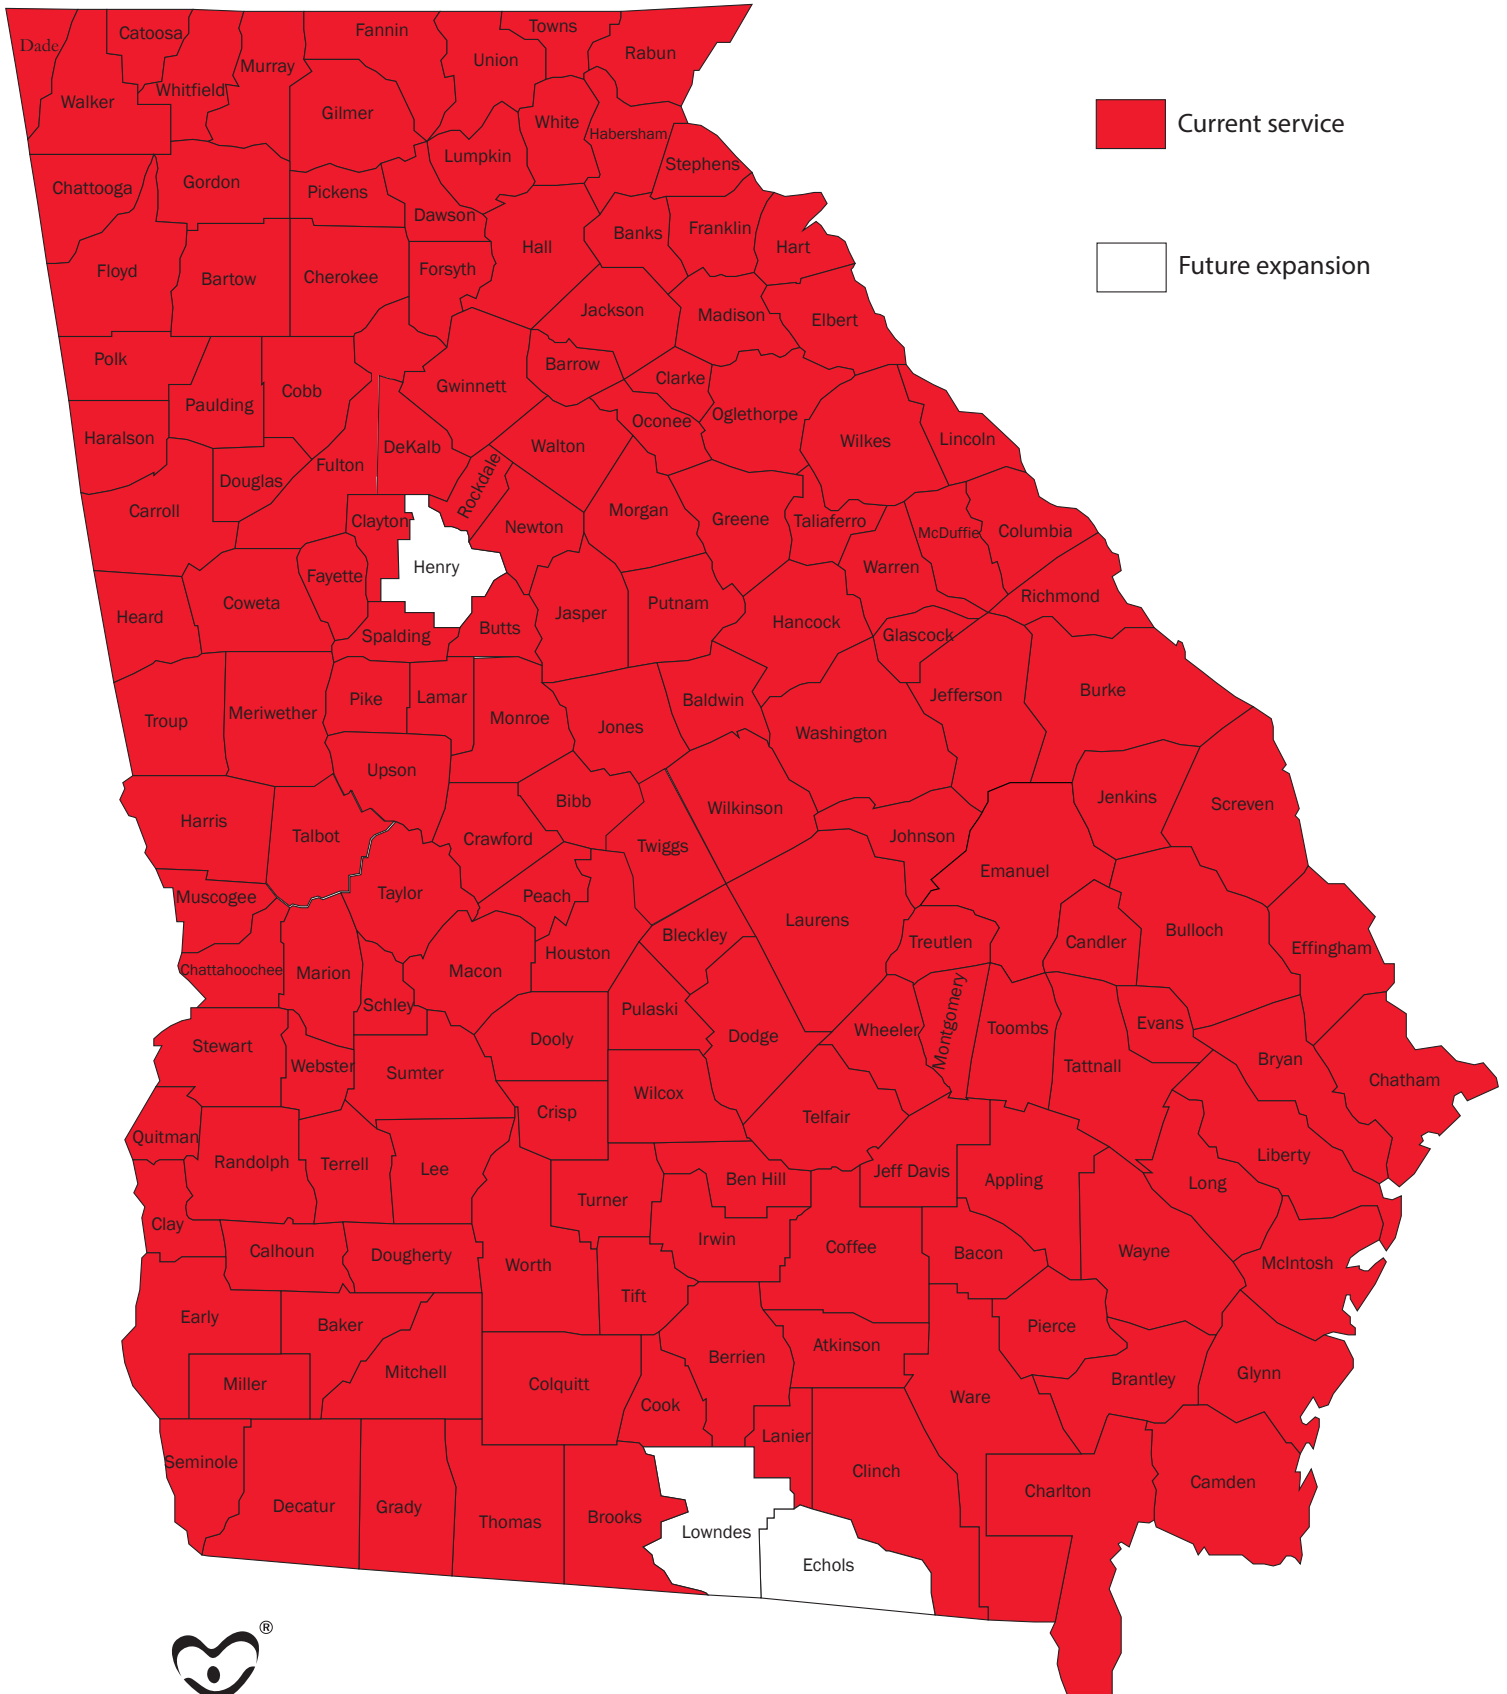 Dade
Catoosa
Fannin
Towns
Union
Rabun
Murray
Walker
Whitfield
Gilmer
White
Habersham
Lumpkin
Stephens
Current service
Chattooga
Gordon
Pickens
Dawson
Hall
Banks
Franklin
Hart
Future expansion
Floyd
Bartow
Cherokee
Forsyth
Jackson
Madison
Elbert
Polk
Paulding
Cobb
Gwinnett
Barrow
Clarke
Oconee
Oglethorpe
Wilkes
Lincoln
Haralson
Douglas
Fulton
DeKalb
Rockdale
Walton
Carroll
Clayton
Henry
Newton
Morgan
Greene
Taliaferro
McDuffie
Columbia
Warren
Richmond
Heard
Coweta
Fayette
Spalding
Butts
Jasper
Putnam
Hancock
Glascock
Troup
Meriwether
Pike
Lamar
Monroe
Jones
Baldwin
Washington
Jefferson
Burke
Upson
Bibb
Wilkinson
Jenkins
Screven
Harris
Talbot
Crawford
Twiggs
Johnson
Emanuel
Muscogee
Taylor
Peach
Laurens
Treutlen
Candler
Bulloch
Effingham
Chattahoochee
Marion
Schley
Macon
Houston
Bleckley
Pulaski
Dodge
Wheeler
Montgomery
Toombs
Tattnall
Evans
Bryan
Chatham
Stewart
Webster
Sumter
Dooly
Crisp
Wilcox
Telfair
Quitman
Randolph
Terrell
Lee
Turner
Ben Hill
Jeff Davis
Appling
Long
Liberty
Clay
Calhoun
Dougherty
Worth
Irwin
Coffee
Bacon
Wayne
McIntosh
Early
Baker
Tift
Miller
Mitchell
Colquitt
Cook
Berrien
Atkinson
Pierce
Ware
Brantley
Glynn
Lanier
Clinch
Charlton
Camden
Seminole
Decatur
Grady
Thomas
Brooks
Lowndes
Echols
®